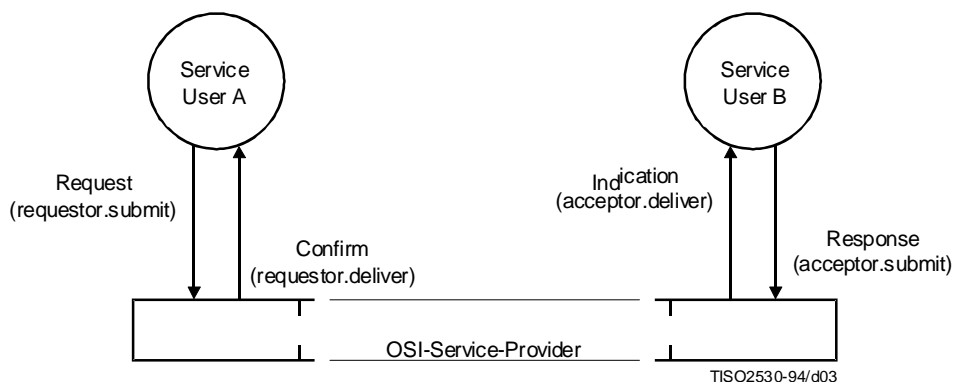 Service
User A
Service
User B
Request
(requestor.submit)
Indication
(acceptor.deliver)
Confirm
(requestor.deliver)
Response
(acceptor.submit)
OSI-Service-Provider
TISO2530-94/d03